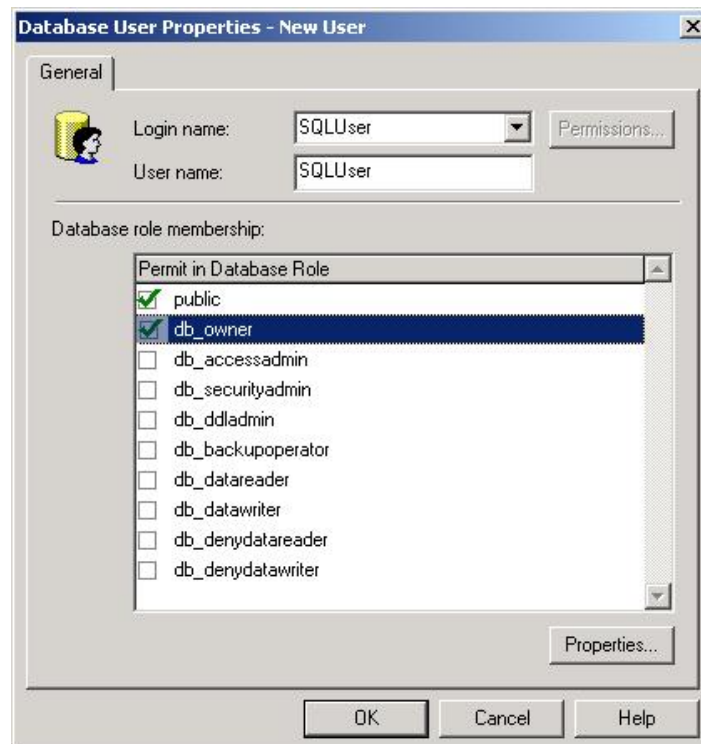 Database User Properties - New User
General
Login name: SQLUser Permissions...
User name: SQLUser
Database role membership:
Permit in Database Role
public
db_owner
db_accessadmin
db_securityadmin
db_ddladmin
db_backupoperator
db_datareader
db_datawriter
db_denydatareader
db_denydatawriter
Properties...
OK Cancel Help